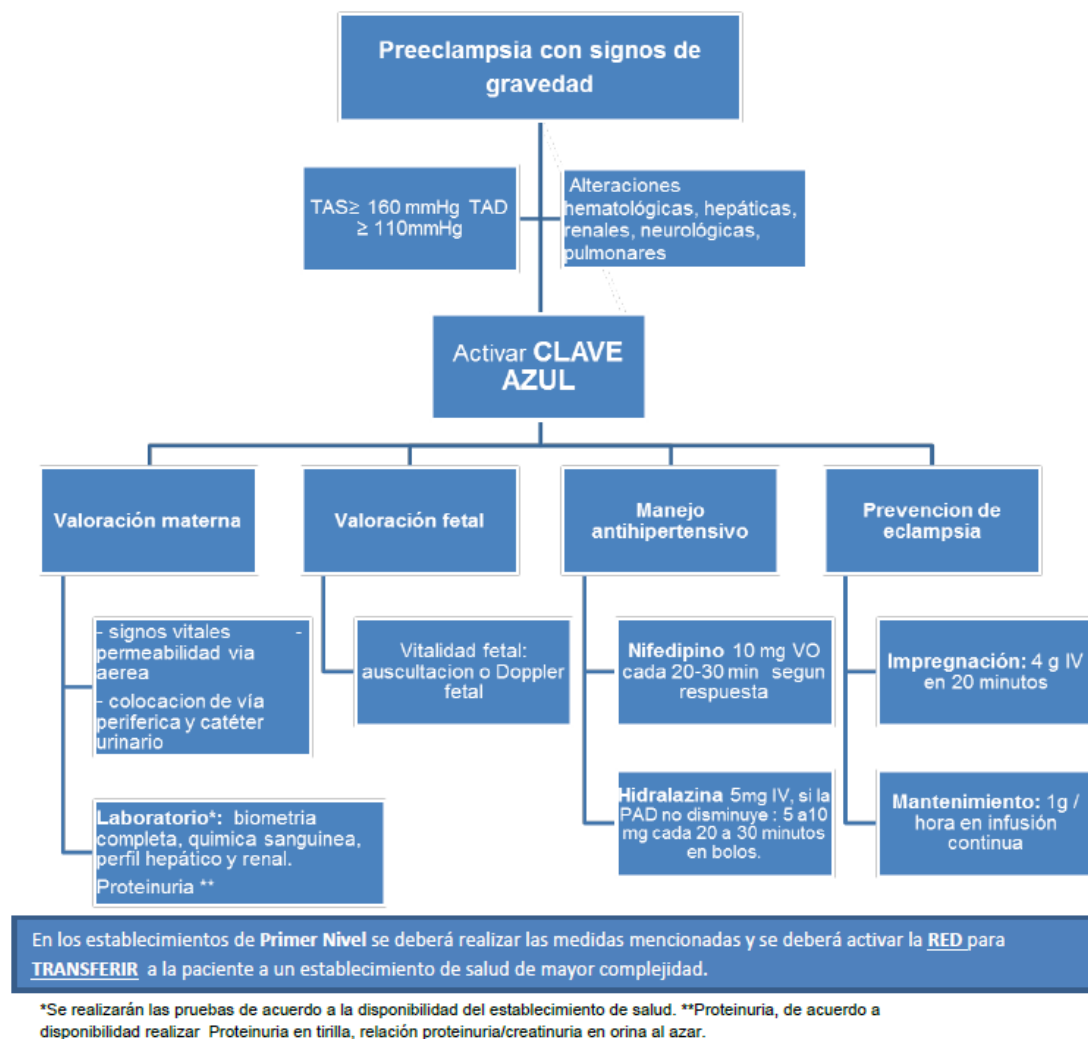 Preeclampsia con signos de
gravedad
TAS≥ 160 mmHg TAD
≥ 110mmHg
Alteraciones
hematológicas, hepáticas,
renales, neurológicas,
pulmonares
Activar CLAVE
AZUL
Valoración materna
Valoración fetal
Manejo
antihipertensivo
Prevencion de
eclampsia
- signos vitales -
permeabilidad via
aerea
- colocacion de vía
periferica y catéter
urinario
Laboratorio*: biometria
completa, quimica sanguinea,
perfil hepático y renal.
Proteinuria **
Vitalidad fetal:
auscultacion o Doppler
fetal
Nifedipino 10 mg VO
cada 20-30 min segun
respuesta
Hidralazina 5mg IV, si la
PAD no disminuye : 5 a10
mg cada 20 a 30 minutos
en bolos.
Impregnación: 4 g IV
en 20 minutos
Mantenimiento: 1g /
hora en infusión
continua
En los establecimientos de Primer Nivel se deberá realizar las medidas mencionadas y se deberá activar la RED para
TRANSFERIR a la paciente a un establecimiento de salud de mayor complejidad.
*Se realizarán las pruebas de acuerdo a la disponibilidad del establecimiento de salud. **Proteinuria, de acuerdo a
disponibilidad realizar Proteinuria en tirilla, relación proteinuria/creatinuria en orina al azar.